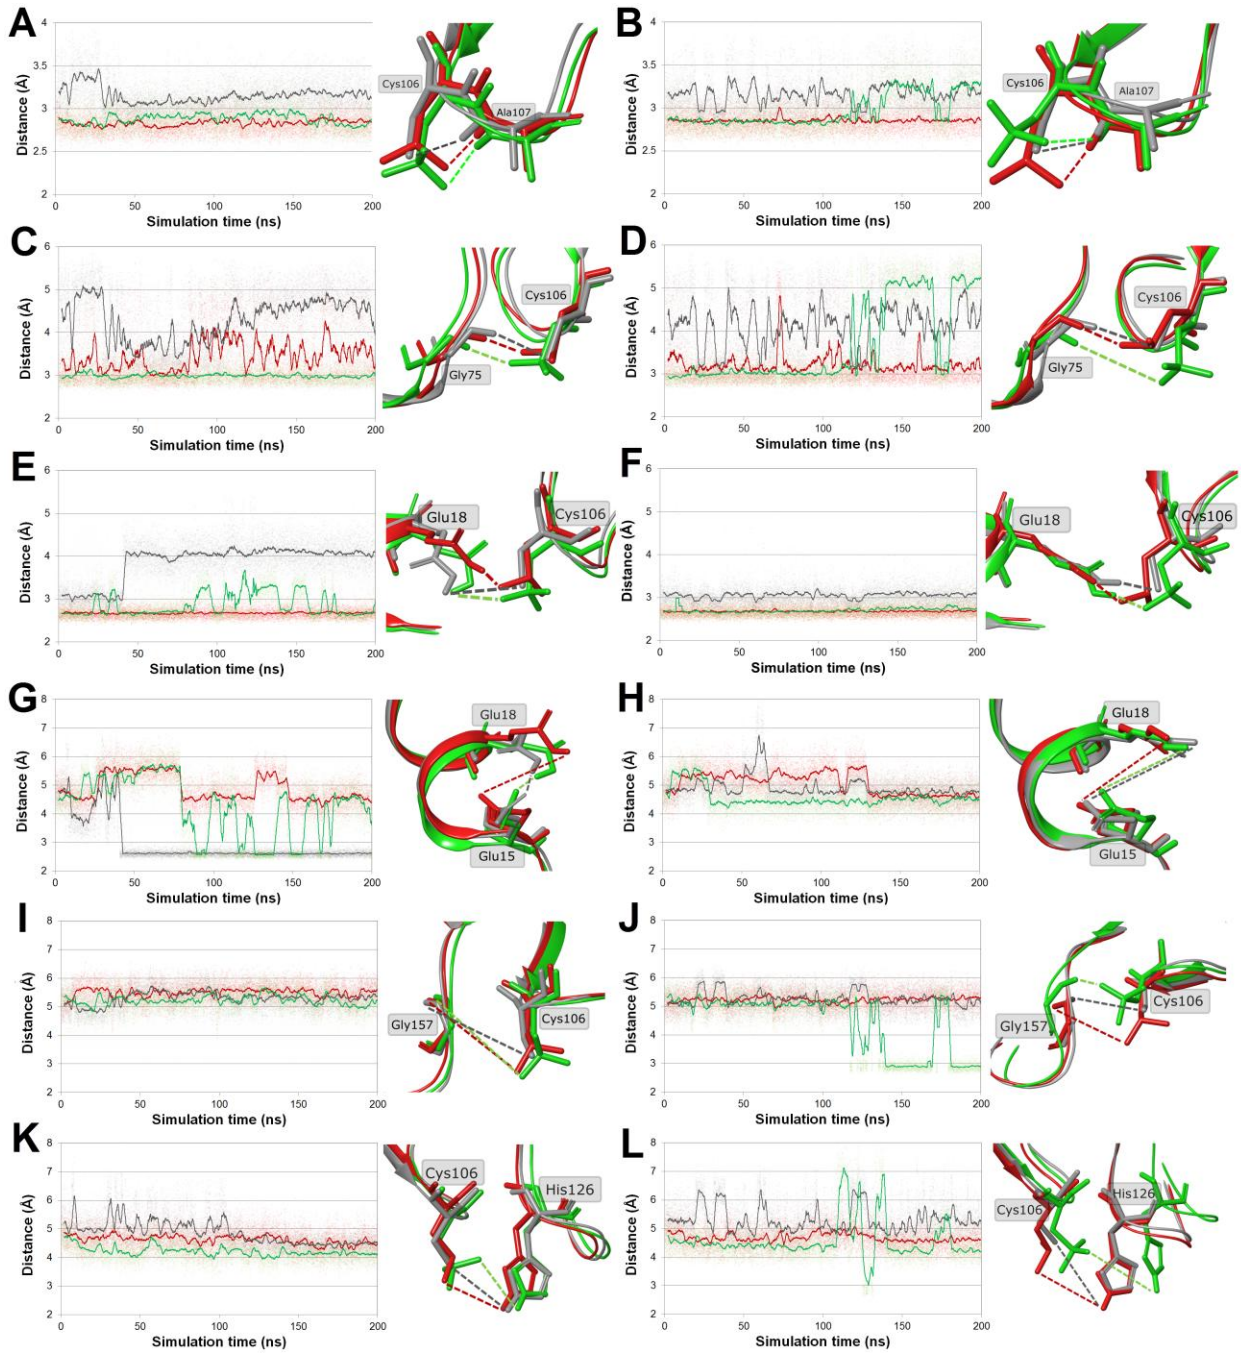 A
Distance (Å)
4
3.5
3
2.5
2
0
50
100
150
200
Simulation time (ns)
Cys106
Ala107
B
Distance (Å)
4
3.5
3
2.5
2
0
50
100
150
200
Simulation time (ns)
Cys106
Ala107
C
Distance (Å)
6
5
4
3
2
0
50
100
150
200
Simulation time (ns)
Cys106
Gly75
D
Distance (Å)
6
5
4
3
2
0
50
100
150
200
Simulation time (ns)
Cys106
Gly75
E
Distance (Å)
6
5
4
3
2
0
50
100
150
200
Simulation time (ns)
Glu18
Cys106
F
Distance (Å)
6
5
4
3
2
0
50
100
150
200
Simulation time (ns)
Glu18
Cys106
G
Distance (Å)
8
7
6
5
4
3
2
0
50
100
150
200
Simulation time (ns)
Glu18
Glu15
H
Distance (Å)
8
7
6
5
4
3
2
0
50
100
150
200
Simulation time (ns)
Glu18
Glu15
I
Distance (Å)
8
7
6
5
4
3
2
0
50
100
150
200
Simulation time (ns)
Gly157
Cys106
J
Distance (Å)
8
7
6
5
4
3
2
0
50
100
150
200
Simulation time (ns)
Gly157
Cys106
K
Distance (Å)
8
7
6
5
4
3
2
0
50
100
150
200
Simulation time (ns)
Cys106
His126
L
Distance (Å)
8
7
6
5
4
3
2
0
50
100
150
200
Simulation time (ns)
Cys106
His126